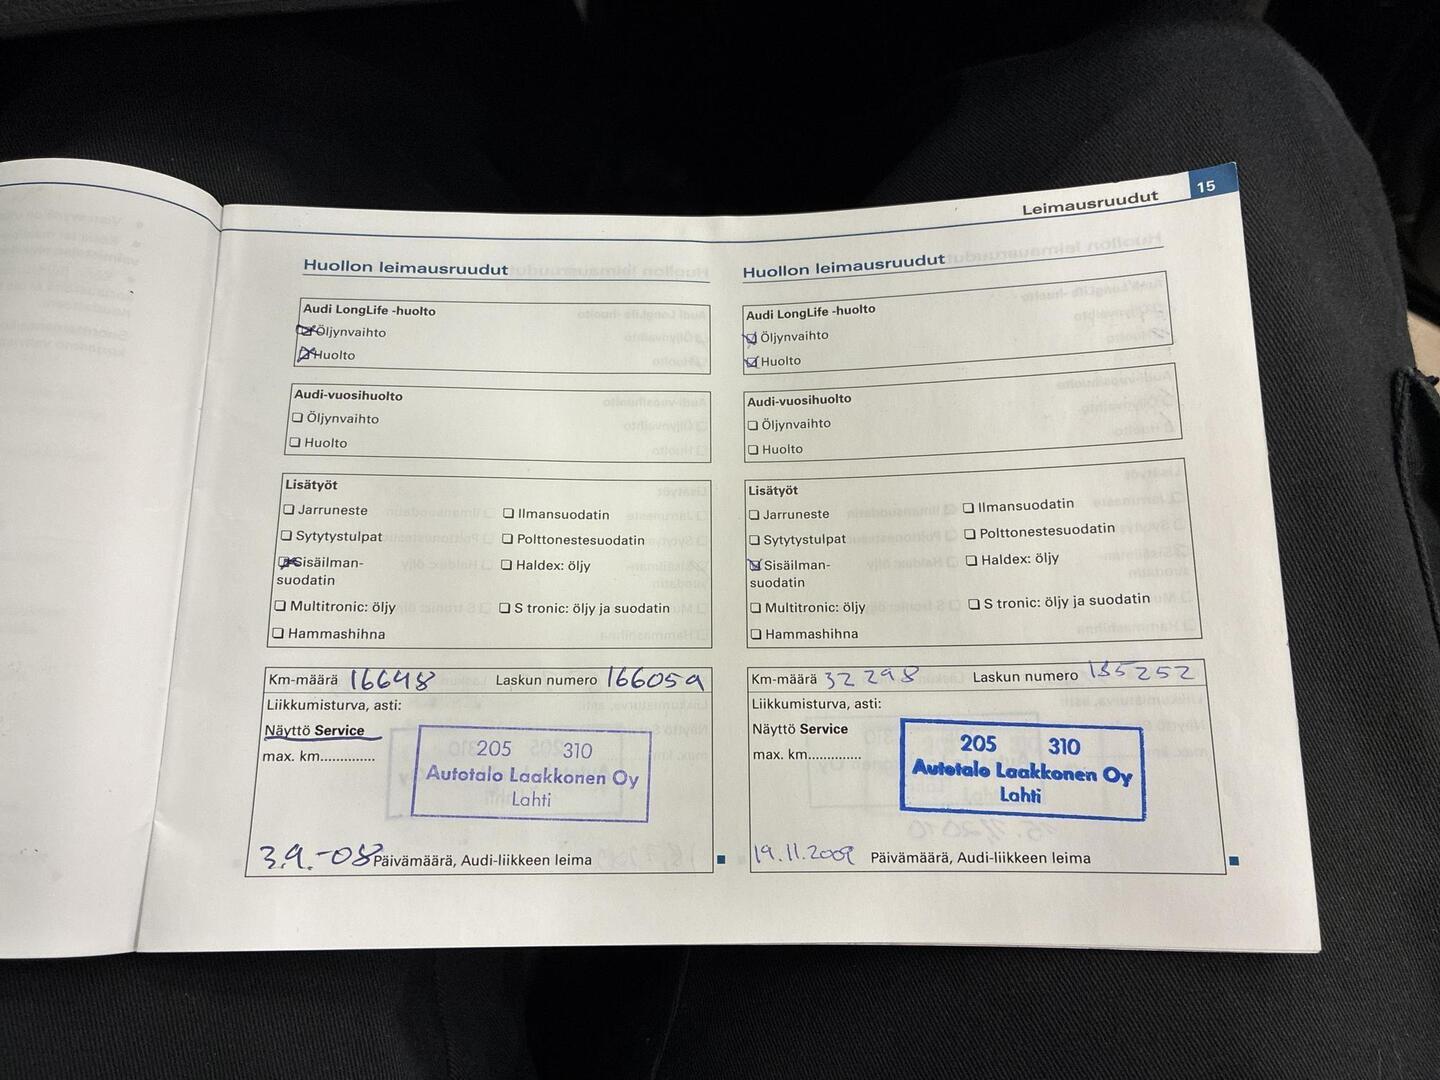 Leimausruudut 15
Huollon leimausruudut
Audi LongLife -huolto
Öljynvaihto
Huolto
Audi-vuosihuolto
Öljynvaihto
Huolto
Lisätyöt
Jarruneste
Ilmansuodatin
Sytytystulpat
Polttonestesuodatin
Sisäilman-
suodatin
Haldex: öljy
Multitronic: öljy
S tronic: öljy ja suodatin
Hammashihna
Km-määrä 16648 Laskun numero 166059
Liikkumisturva, asti:
Näyttö Service
max. km..............
205 310
Autotalo Laakkonen Oy
Lahti
3.9.-08 Päivämäärä, Audi-liikkeen leima
Huollon leimausruudut
Audi LongLife -huolto
Öljynvaihto
Huolto
Audi-vuosihuolto
Öljynvaihto
Huolto
Lisätyöt
Jarruneste
Ilmansuodatin
Sytytystulpat
Polttonestesuodatin
Sisäilman-
suodatin
Haldex: öljy
Multitronic: öljy
S tronic: öljy ja suodatin
Hammashihna
Km-määrä 32298 Laskun numero 185252
Liikkumisturva, asti:
Näyttö Service
max. km..............
205 310
Autotalo Laakkonen Oy
Lahti
19.11.2009 Päivämäärä, Audi-liikkeen leima